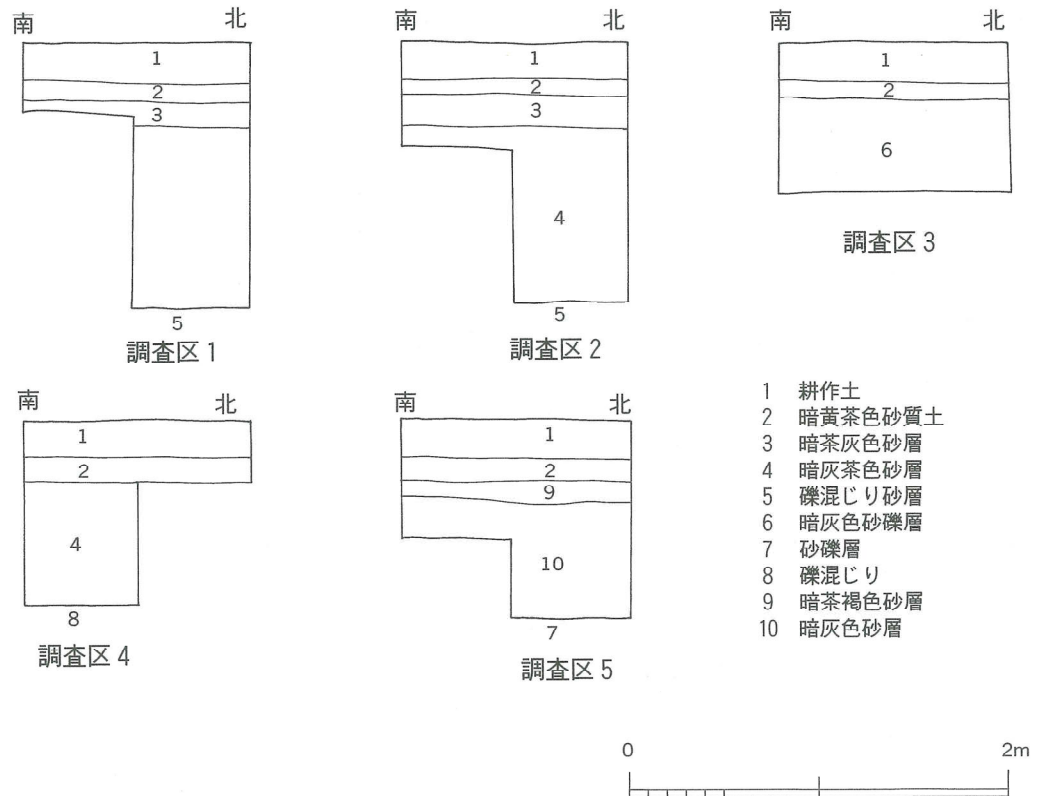 南 北
1
2
3
5
調査区 1
南 北
1
2
3
4
5
調査区 2
南 北
1
2
6
調査区 3
南 北
1
2
4
8
調査区 4
南 北
1
2
9
10
7
調査区 5
1 耕作土
2 暗黄茶色砂質土
3 暗茶灰色砂層
4 暗灰茶色砂層
5 礫混じり砂層
6 暗灰色砂礫層
7 砂礫層
8 礫混じり
9 暗茶褐色砂層
10 暗灰色砂層
0 2m